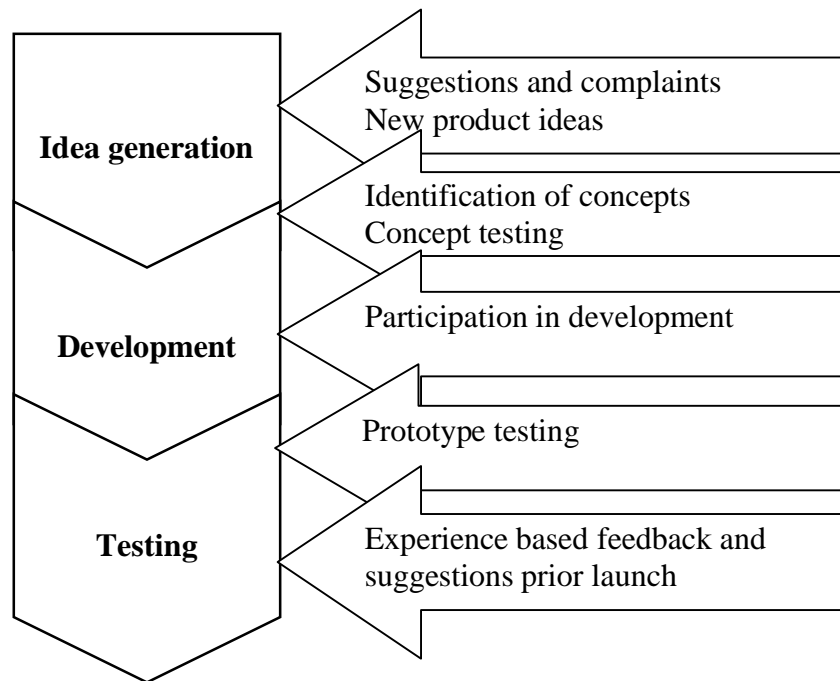 Suggestions and complaints
New product ideas
Idea generation
Identification of concepts
Concept testing
Participation in development
Development
Prototype testing
Testing
Experience based feedback and
suggestions prior launch